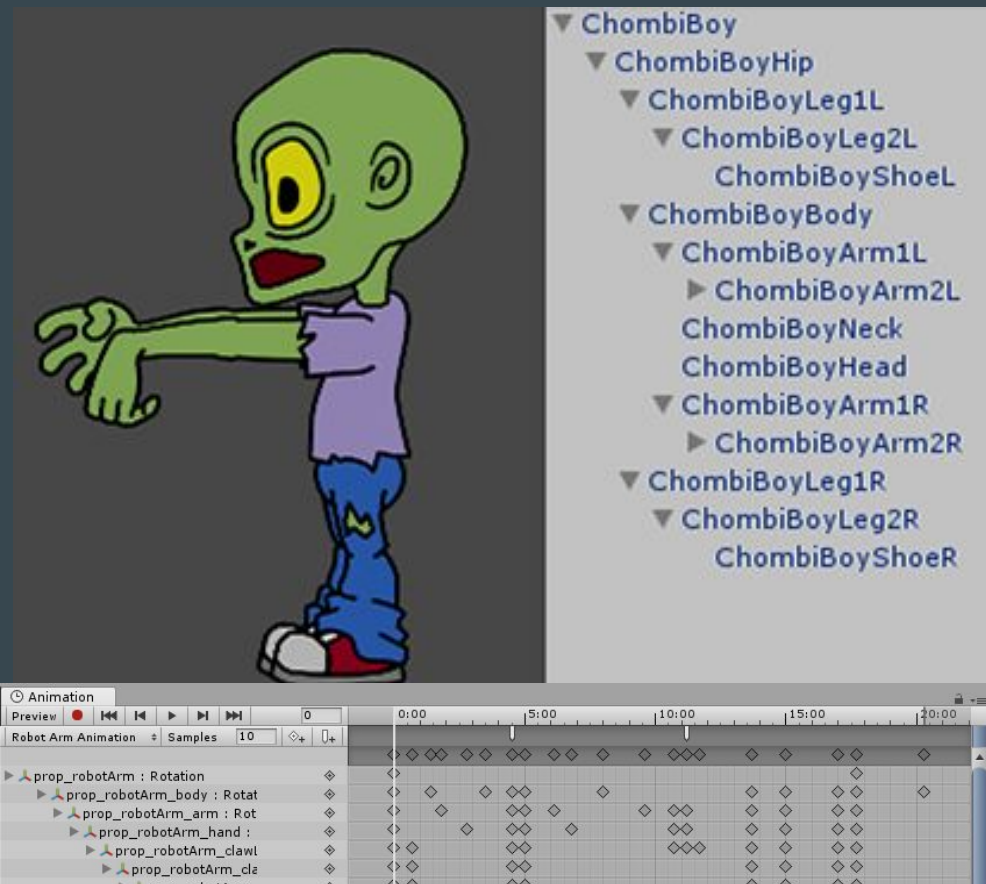 ChombiBoy
ChombiBoyHip
ChombiBoyLeg1L
ChombiBoyLeg2L
ChombiBoyShoeL
ChombiBoyBody
ChombiBoyArm1L
ChombiBoyArm2L
ChombiBoyNeck
ChombiBoyHead
ChombiBoyArm1R
ChombiBoyArm2R
ChombiBoyLeg1R
ChombiBoyLeg2R
ChombiBoyShoeR
Animation
Preview 0 0:00 5:00 10:00 15:00 20:00
Robot Arm Animation Samples 10
prop_robotArm : Rotation
prop_robotArm_body : Rotat
prop_robotArm_arm : Rot
prop_robotArm_hand :
prop_robotArm_clawL
prop_robotArm_cla